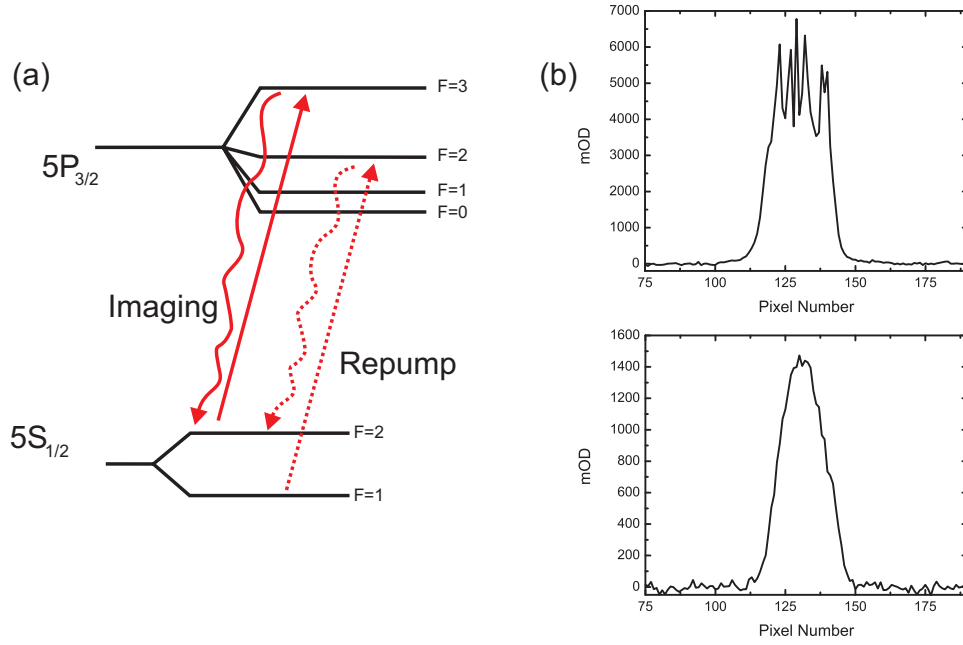 (a)
F=3
F=2
F=1
F=0
5P3/2
Imaging
Repump
5S1/2
F=2
F=1
(b)
7000
6000
5000
4000
3000
2000
1000
0
mOD
75 100 125 150 175
Pixel Number
1600
1400
1200
1000
800
600
400
200
0
mOD
75 100 125 150 175
Pixel Number